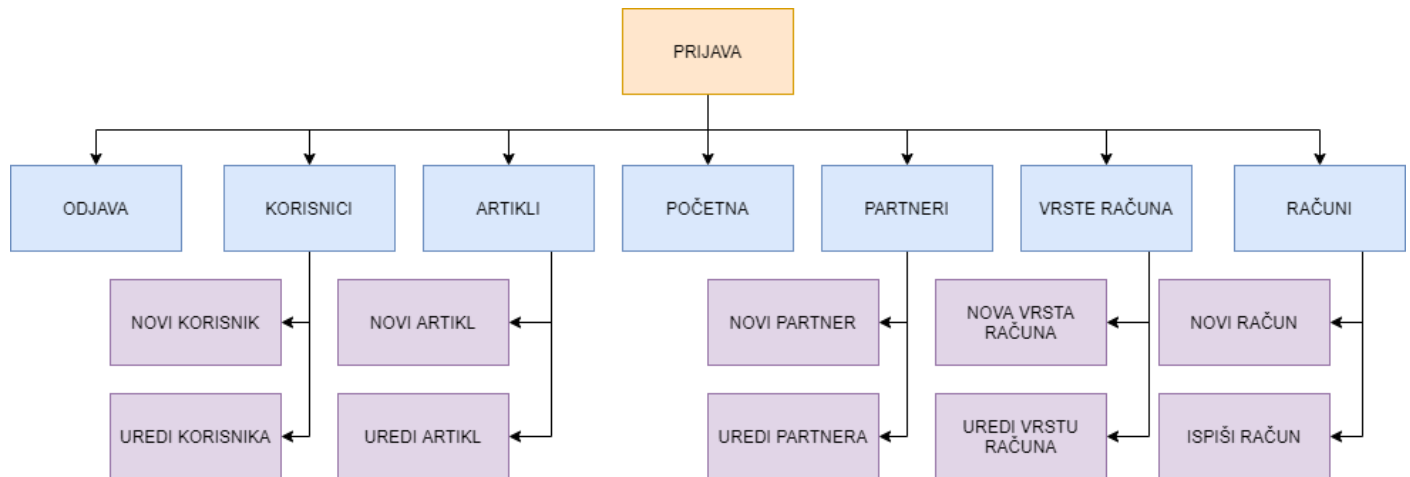 PRIJAVA
ODJAVA
KORISNICI
ARTIKLI
POČETNA
PARTNERI
VRSTE RAČUNA
RAČUNI
NOVI KORISNIK
NOVI ARTIKL
NOVI PARTNER
NOVA VRSTA
RAČUNA
NOVI RAČUN
UREDI KORISNIKA
UREDI ARTIKL
UREDI PARTNERA
UREDI VRSTU
RAČUNA
ISPIŠI RAČUN